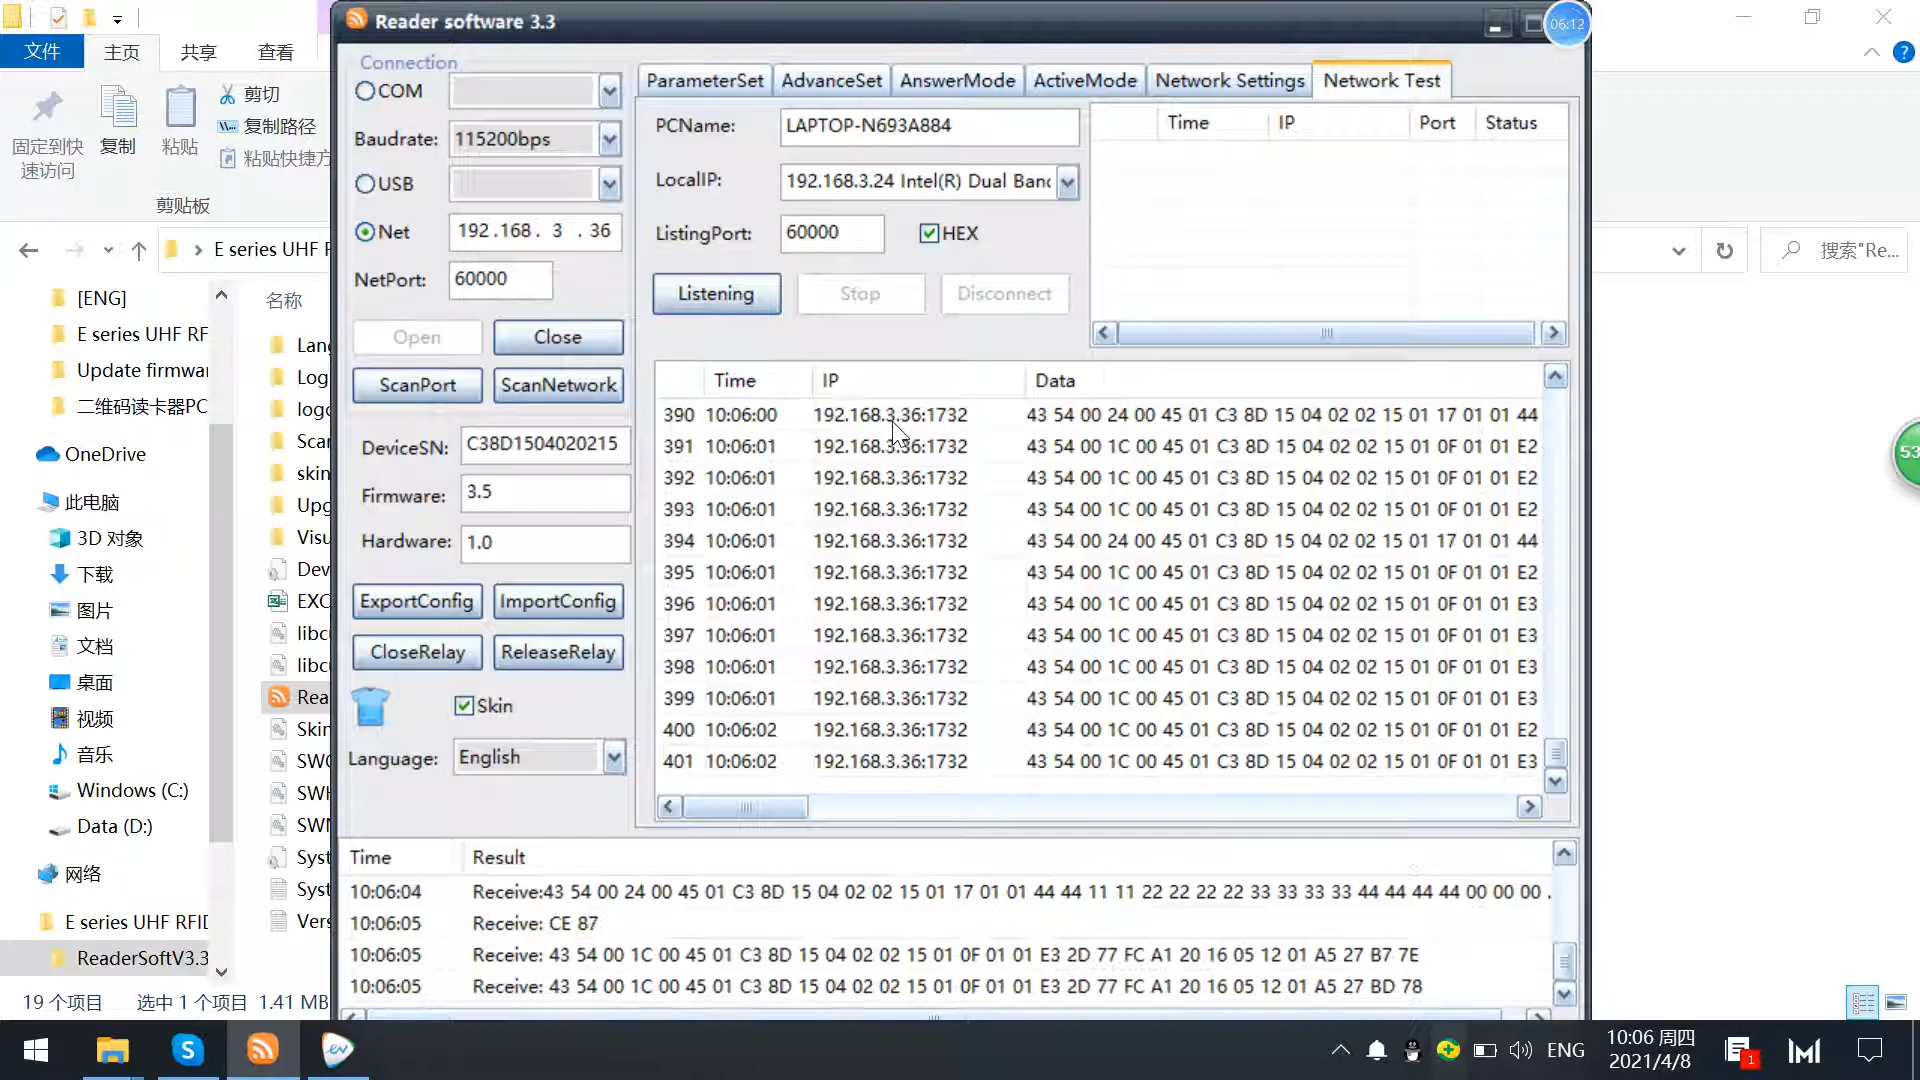 文件
主页
共享
查看
固定到快
速访问
复制
粘贴
剪切
复制路径
粘贴快捷方
剪贴板
E series UHF
搜索"Re...
[ENG]
E series UHF RF
Update firmwar
二维码读卡器PC
OneDrive
此电脑
3D 对象
下载
图片
文档
桌面
视频
音乐
Windows (C:)
Data (D:)
网络
E series UHF RFID
ReaderSoftV3.3
名称
Lang
Log
logo
Scar
skin
Upg
Visu
Dev
EXC
libcu
libcu
Rea
Skin
SWC
SWH
SWN
Syst
Syst
Vers
19 个项目 选中 1 个项目 1.41 MB
Reader software 3.3
06:12
Connection
COM
Baudrate: 115200bps
USB
Net 192.168. 3 . 36
NetPort: 60000
Open Close
ScanPort ScanNetwork
DeviceSN: C38D1504020215
Firmware: 3.5
Hardware: 1.0
ExportConfig ImportConfig
CloseRelay ReleaseRelay
Skin
Language: English
ParameterSet AdvanceSet AnswerMode ActiveMode Network Settings Network Test
PCName: LAPTOP-N693A884
LocalIP: 192.168.3.24 Intel(R) Dual Banc
ListingPort: 60000 HEX
Listening Stop Disconnect
Time IP Port Status
Time IP Data
390 10:06:00 192.168.3.36:1732 43 54 00 24 00 45 01 C3 8D 15 04 02 02 15 01 17 01 01 44
391 10:06:01 192.168.3.36:1732 43 54 00 1C 00 45 01 C3 8D 15 04 02 02 15 01 0F 01 01 E2
392 10:06:01 192.168.3.36:1732 43 54 00 1C 00 45 01 C3 8D 15 04 02 02 15 01 0F 01 01 E2
393 10:06:01 192.168.3.36:1732 43 54 00 1C 00 45 01 C3 8D 15 04 02 02 15 01 0F 01 01 E2
394 10:06:01 192.168.3.36:1732 43 54 00 24 00 45 01 C3 8D 15 04 02 02 15 01 17 01 01 44
395 10:06:01 192.168.3.36:1732 43 54 00 1C 00 45 01 C3 8D 15 04 02 02 15 01 0F 01 01 E2
396 10:06:01 192.168.3.36:1732 43 54 00 1C 00 45 01 C3 8D 15 04 02 02 15 01 0F 01 01 E3
397 10:06:01 192.168.3.36:1732 43 54 00 1C 00 45 01 C3 8D 15 04 02 02 15 01 0F 01 01 E3
398 10:06:01 192.168.3.36:1732 43 54 00 1C 00 45 01 C3 8D 15 04 02 02 15 01 0F 01 01 E3
399 10:06:01 192.168.3.36:1732 43 54 00 1C 00 45 01 C3 8D 15 04 02 02 15 01 0F 01 01 E3
400 10:06:02 192.168.3.36:1732 43 54 00 1C 00 45 01 C3 8D 15 04 02 02 15 01 0F 01 01 E2
401 10:06:02 192.168.3.36:1732 43 54 00 1C 00 45 01 C3 8D 15 04 02 02 15 01 0F 01 01 E3
Time Result
10:06:04 Receive:43 54 00 24 00 45 01 C3 8D 15 04 02 02 15 01 17 01 01 44 44 11 11 22 22 22 22 33 33 33 33 44 44 44 44 00 00 00 .
10:06:05 Receive: CE 87
10:06:05 Receive: 43 54 00 1C 00 45 01 C3 8D 15 04 02 02 15 01 0F 01 01 E3 2D 77 FC A1 20 16 05 12 01 A5 27 B7 7E
10:06:05 Receive: 43 54 00 1C 00 45 01 C3 8D 15 04 02 02 15 01 0F 01 01 E3 2D 77 FC A1 20 16 05 12 01 A5 27 BD 78
53
ENG
10:06 周四
2021/4/8
1